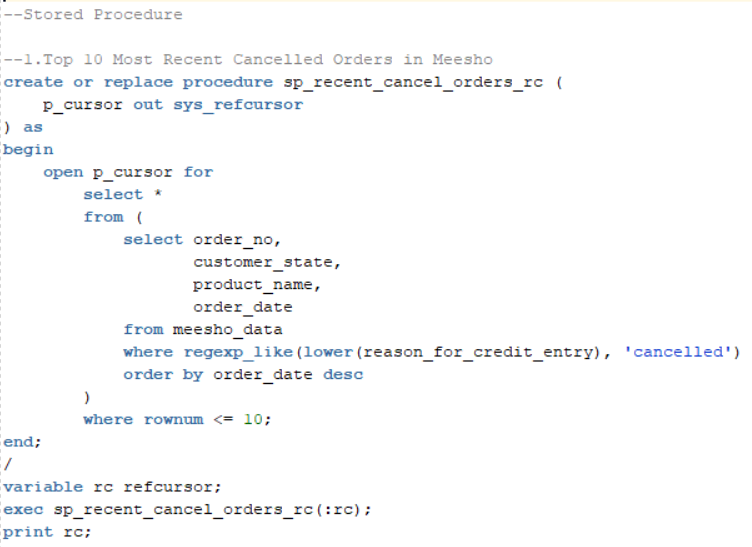 --Stored Procedure

--1.Top 10 Most Recent Cancelled Orders in Meesho
create or replace procedure sp_recent_cancel_orders_rc (
    p_cursor out sys_refcursor
) as
begin
    open p_cursor for
        select *
        from (
            select order_no,
                   customer_state,
                   product_name,
                   order_date
            from meesho_data
            where regexp_like(lower(reason_for_credit_entry), 'cancelled')
            order by order_date desc
        )
        where rownum <= 10;
end;
/
variable rc refcursor;
exec sp_recent_cancel_orders_rc(:rc);
print rc;